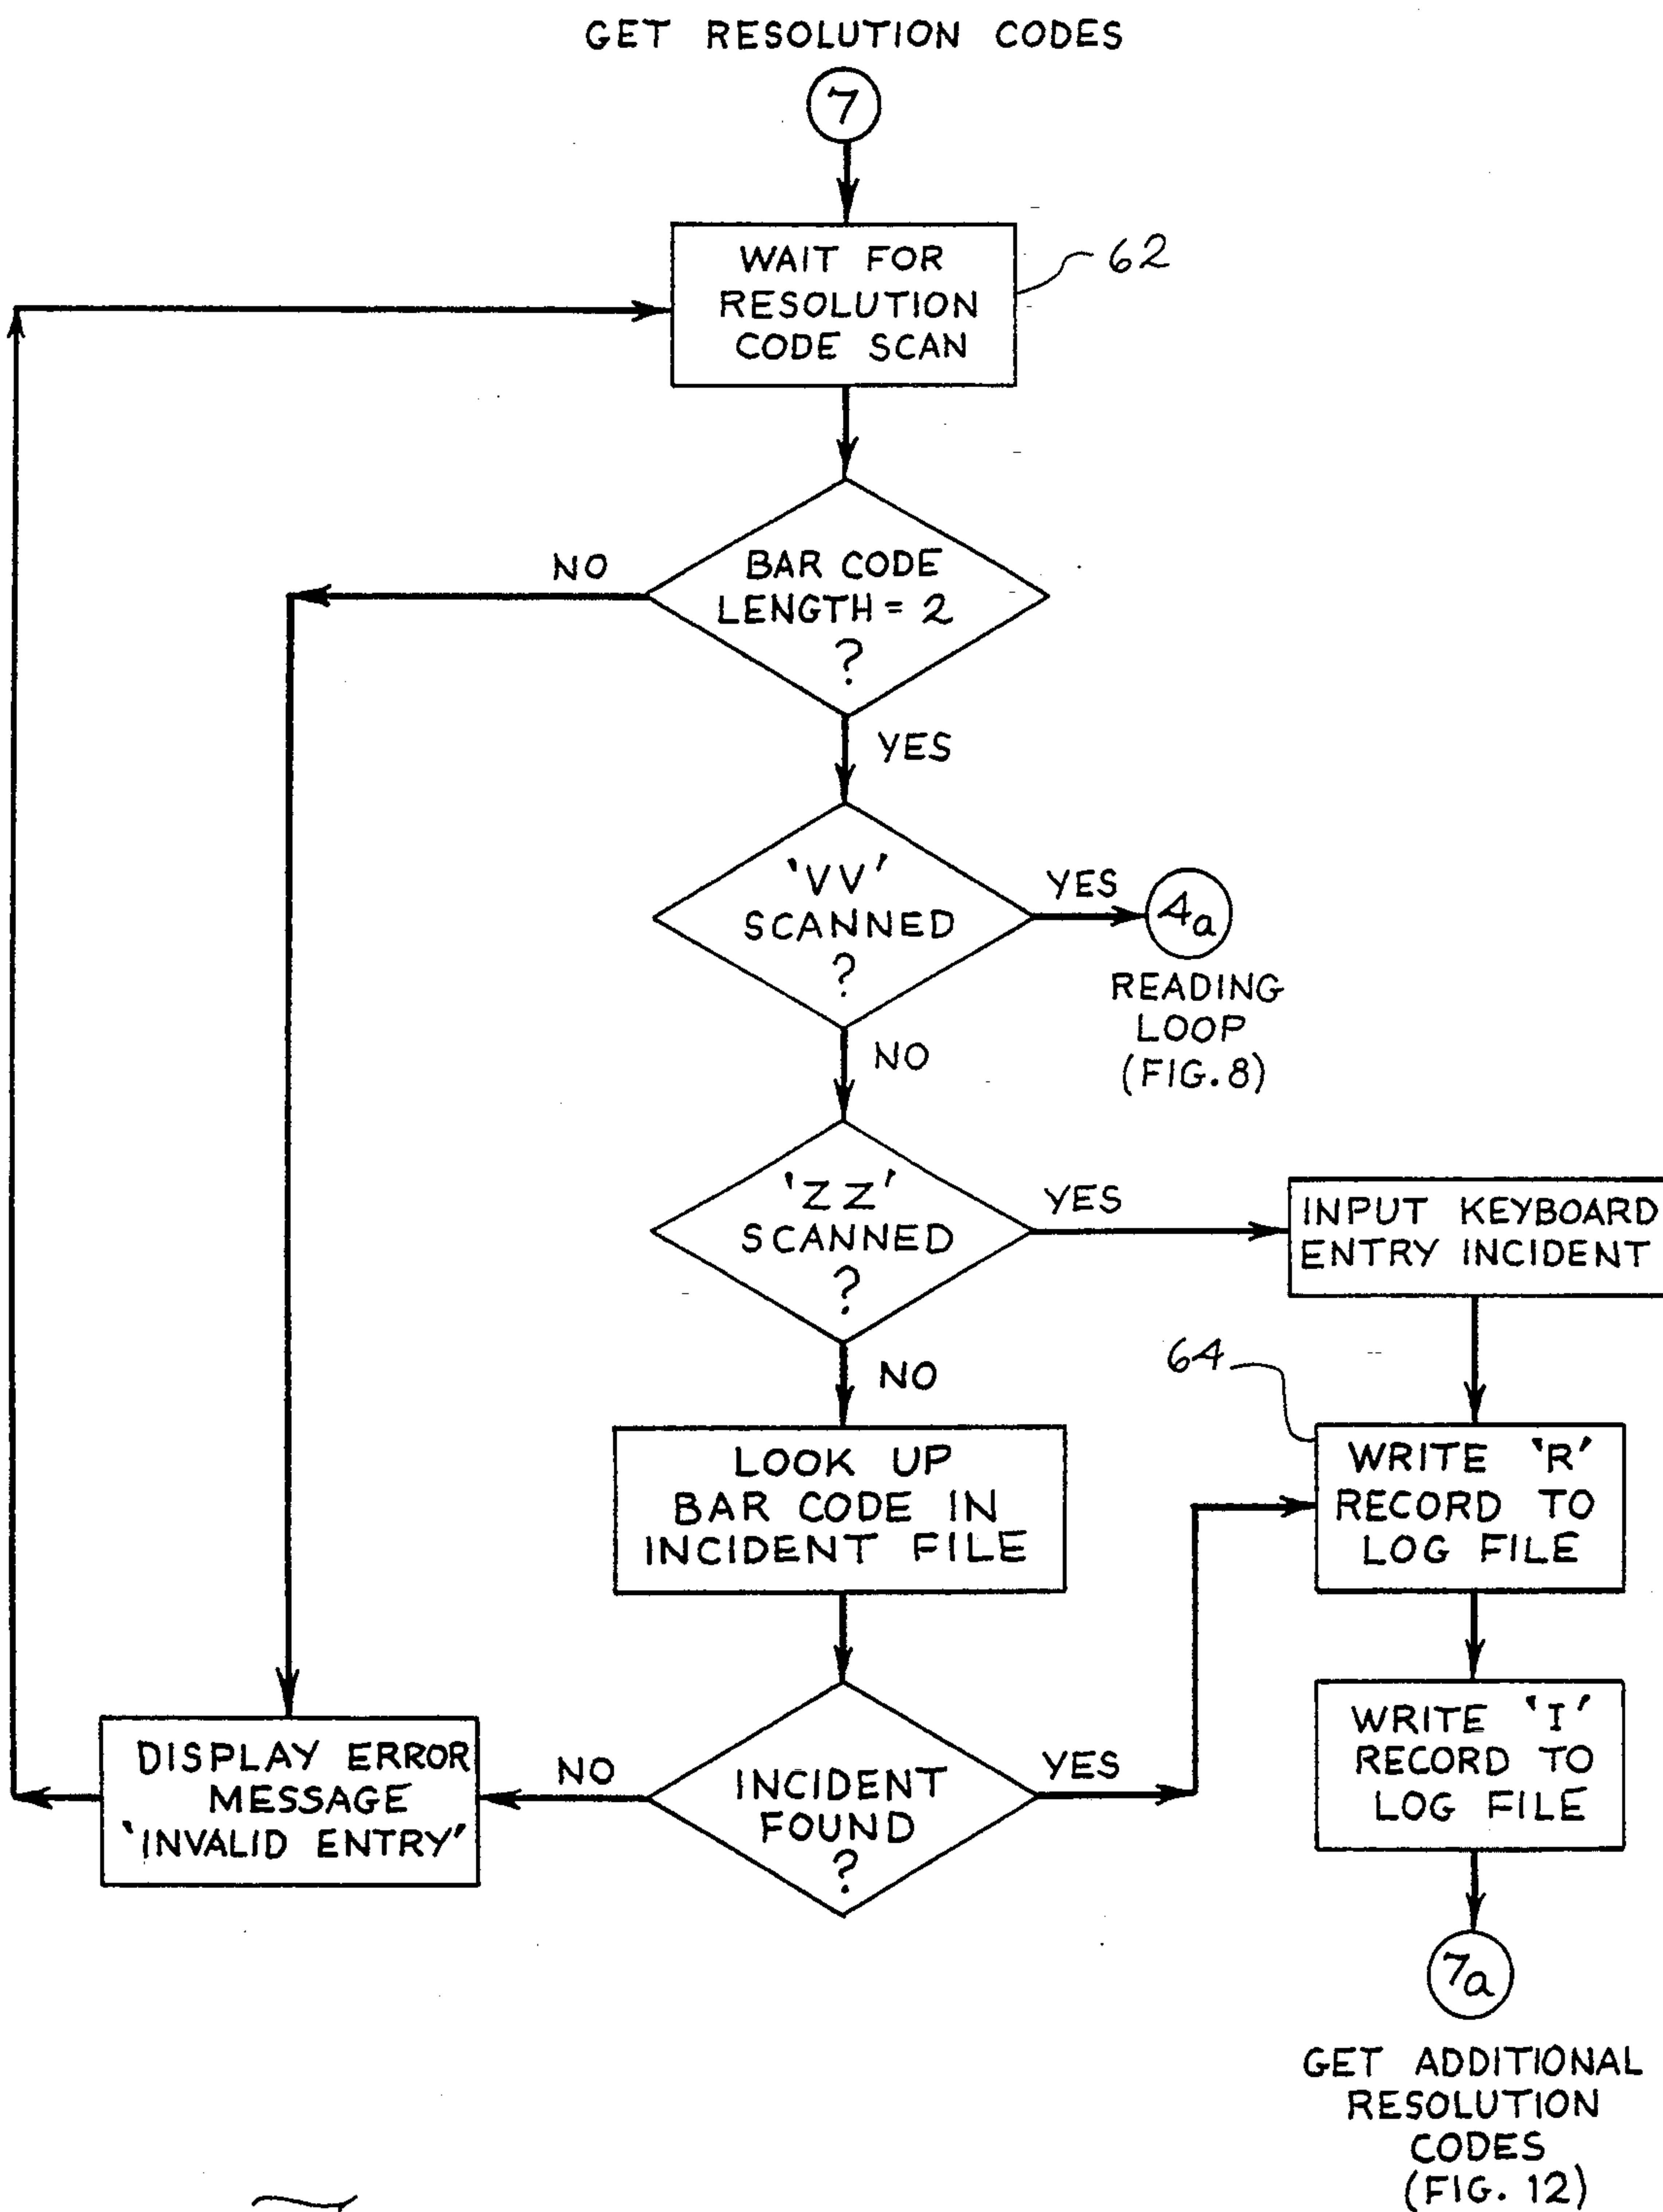 GET RESOLUTION CODES
7
WAIT FOR
RESOLUTION
CODE SCAN
62
NO
BAR CODE
LENGTH = 2
?
YES
'VV'
SCANNED
?
YES
4a
READING
LOOP
(FIG. 8)
NO
'ZZ'
SCANNED
?
YES
INPUT KEYBOARD
ENTRY INCIDENT
NO
64
LOOK UP
BAR CODE IN
INCIDENT FILE
WRITE 'R'
RECORD TO
LOG FILE
DISPLAY ERROR
MESSAGE
'INVALID ENTRY'
NO
INCIDENT
FOUND
?
YES
WRITE 'I'
RECORD TO
LOG FILE
7a
GET ADDITIONAL
RESOLUTION
CODES
(FIG. 12)